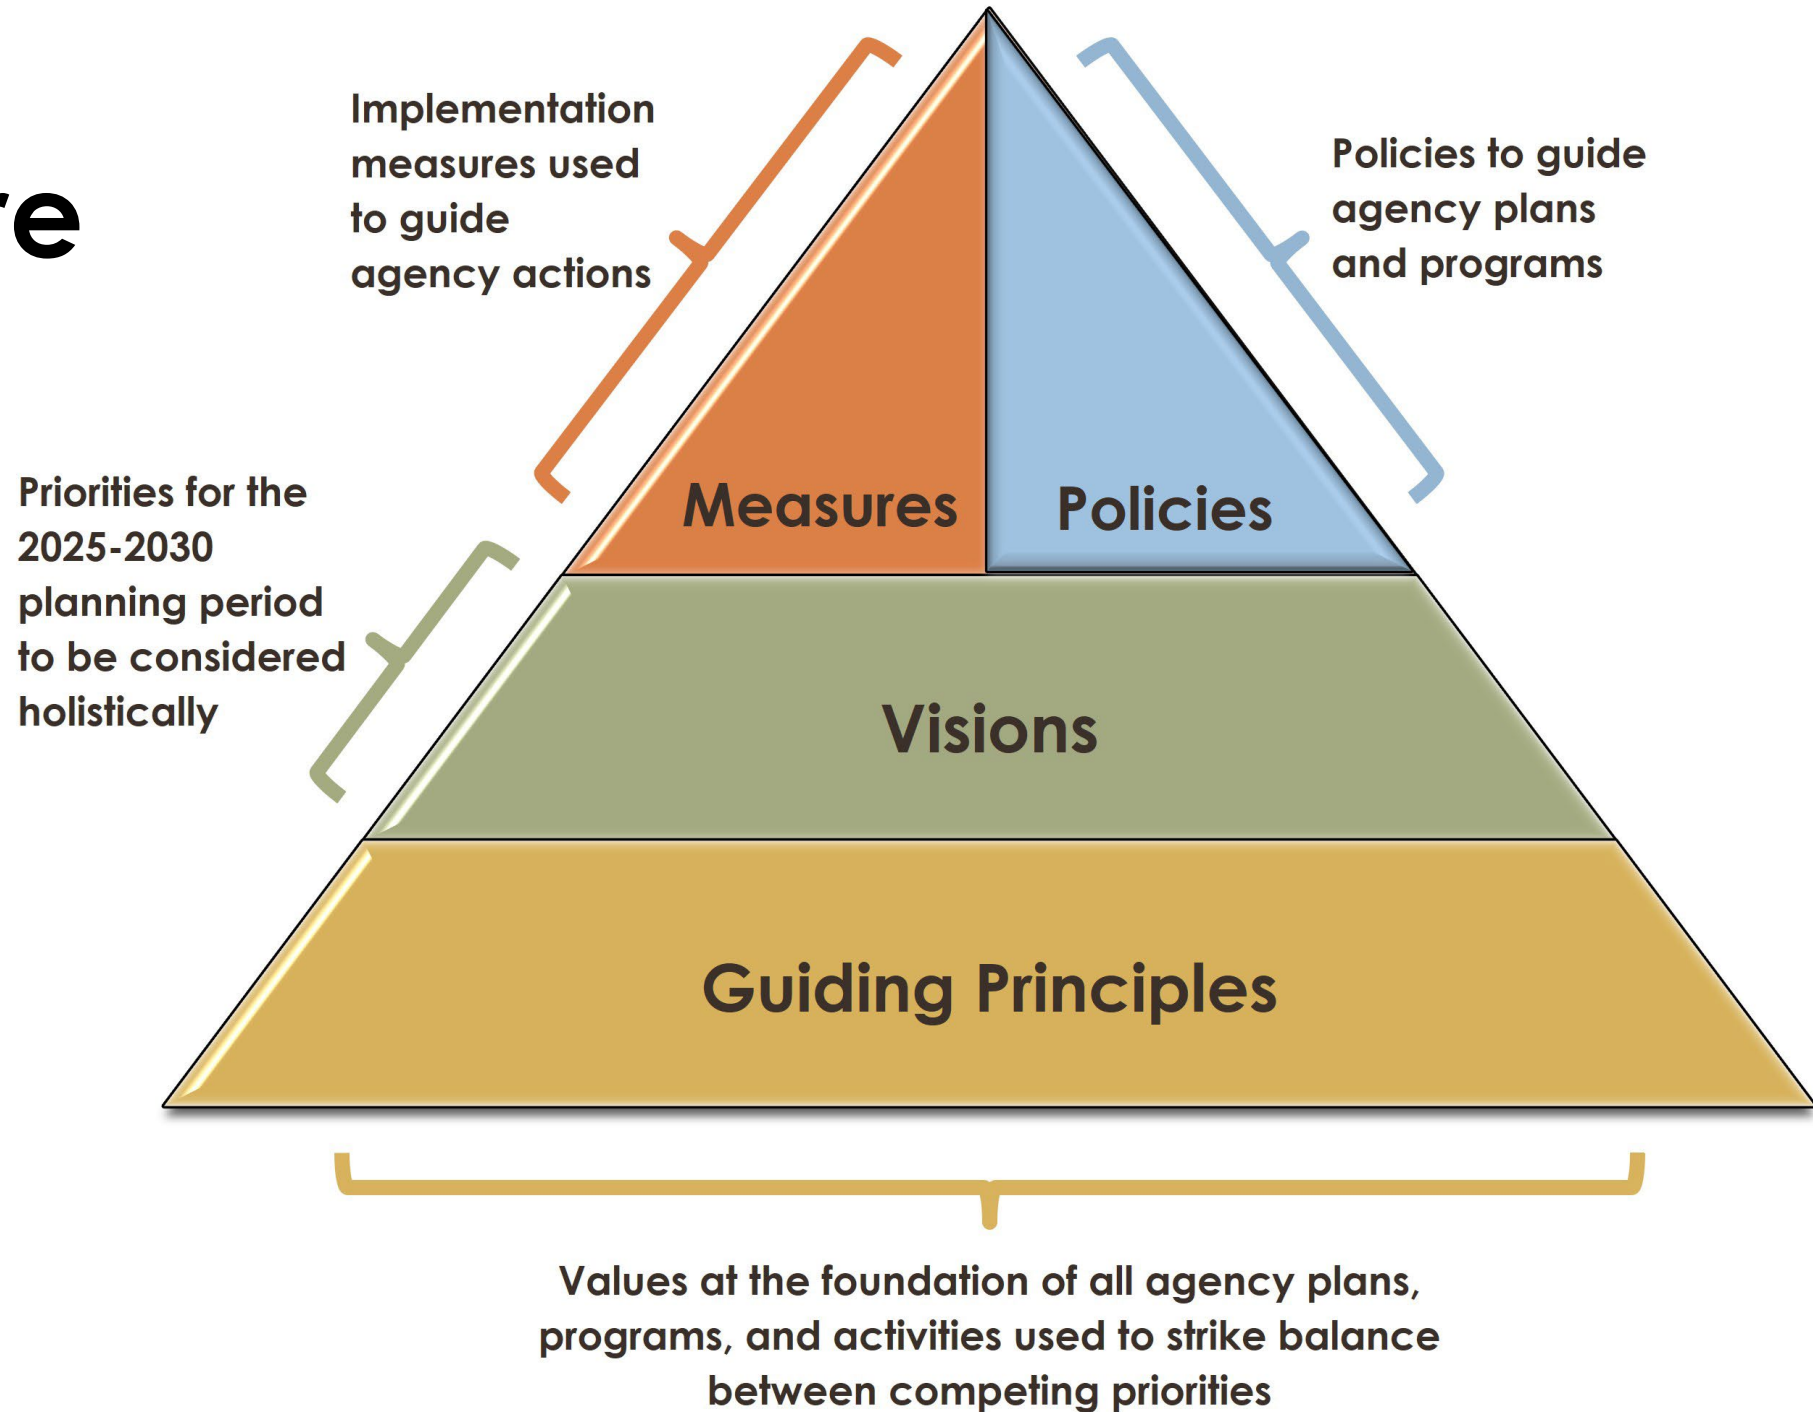 re
Implementation
measures used
to guide
agency actions
Policies to guide
agency plans
and programs
Priorities for the
2025-2030
planning period
to be considered
holistically
Measures
Policies
Visions
Guiding Principles
Values at the foundation of all agency plans,
programs, and activities used to strike balance
between competing priorities